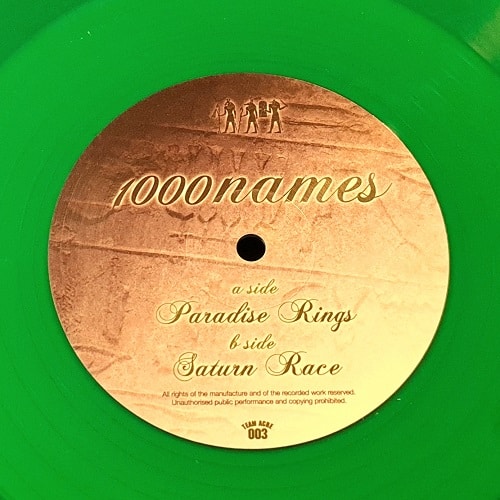 1000names
a side
Paradise Rings
b side
Saturn Race
All rights of the manufacture and of the recorded work reserved.
Unauthorised public performance and copying prohibited.
TEAM ACRE
003